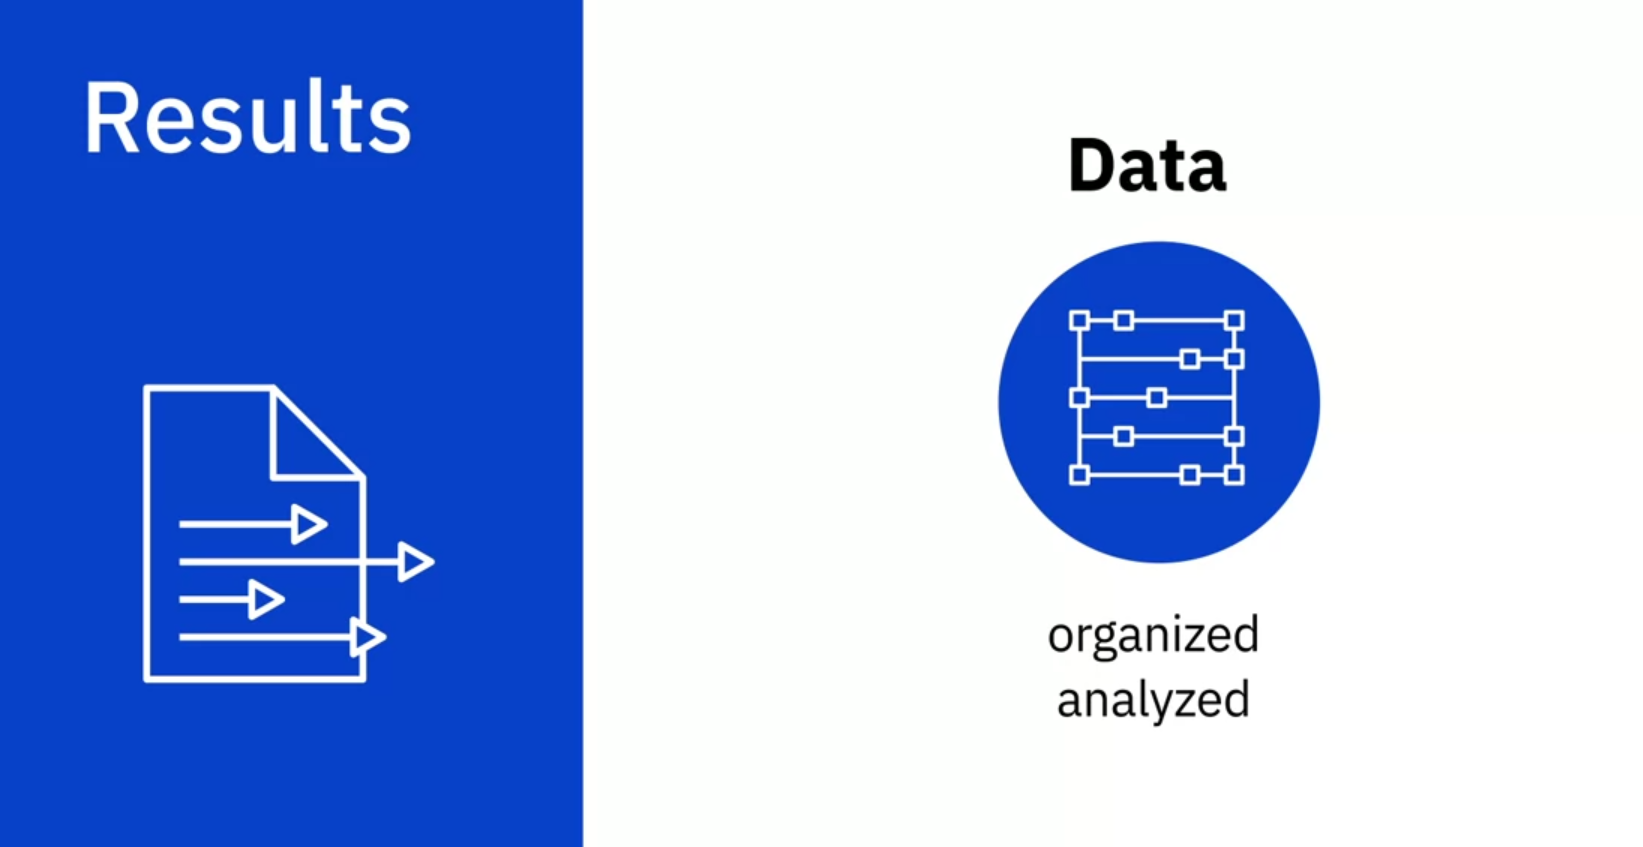 Results
Data
organized
analyzed